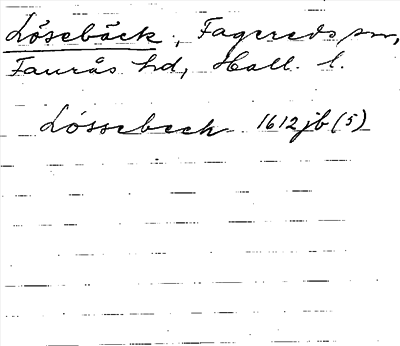 Lösebäck, Fagereds sn,
Faurås hd, Hall. l.
Lössebech 1612 jb (5)